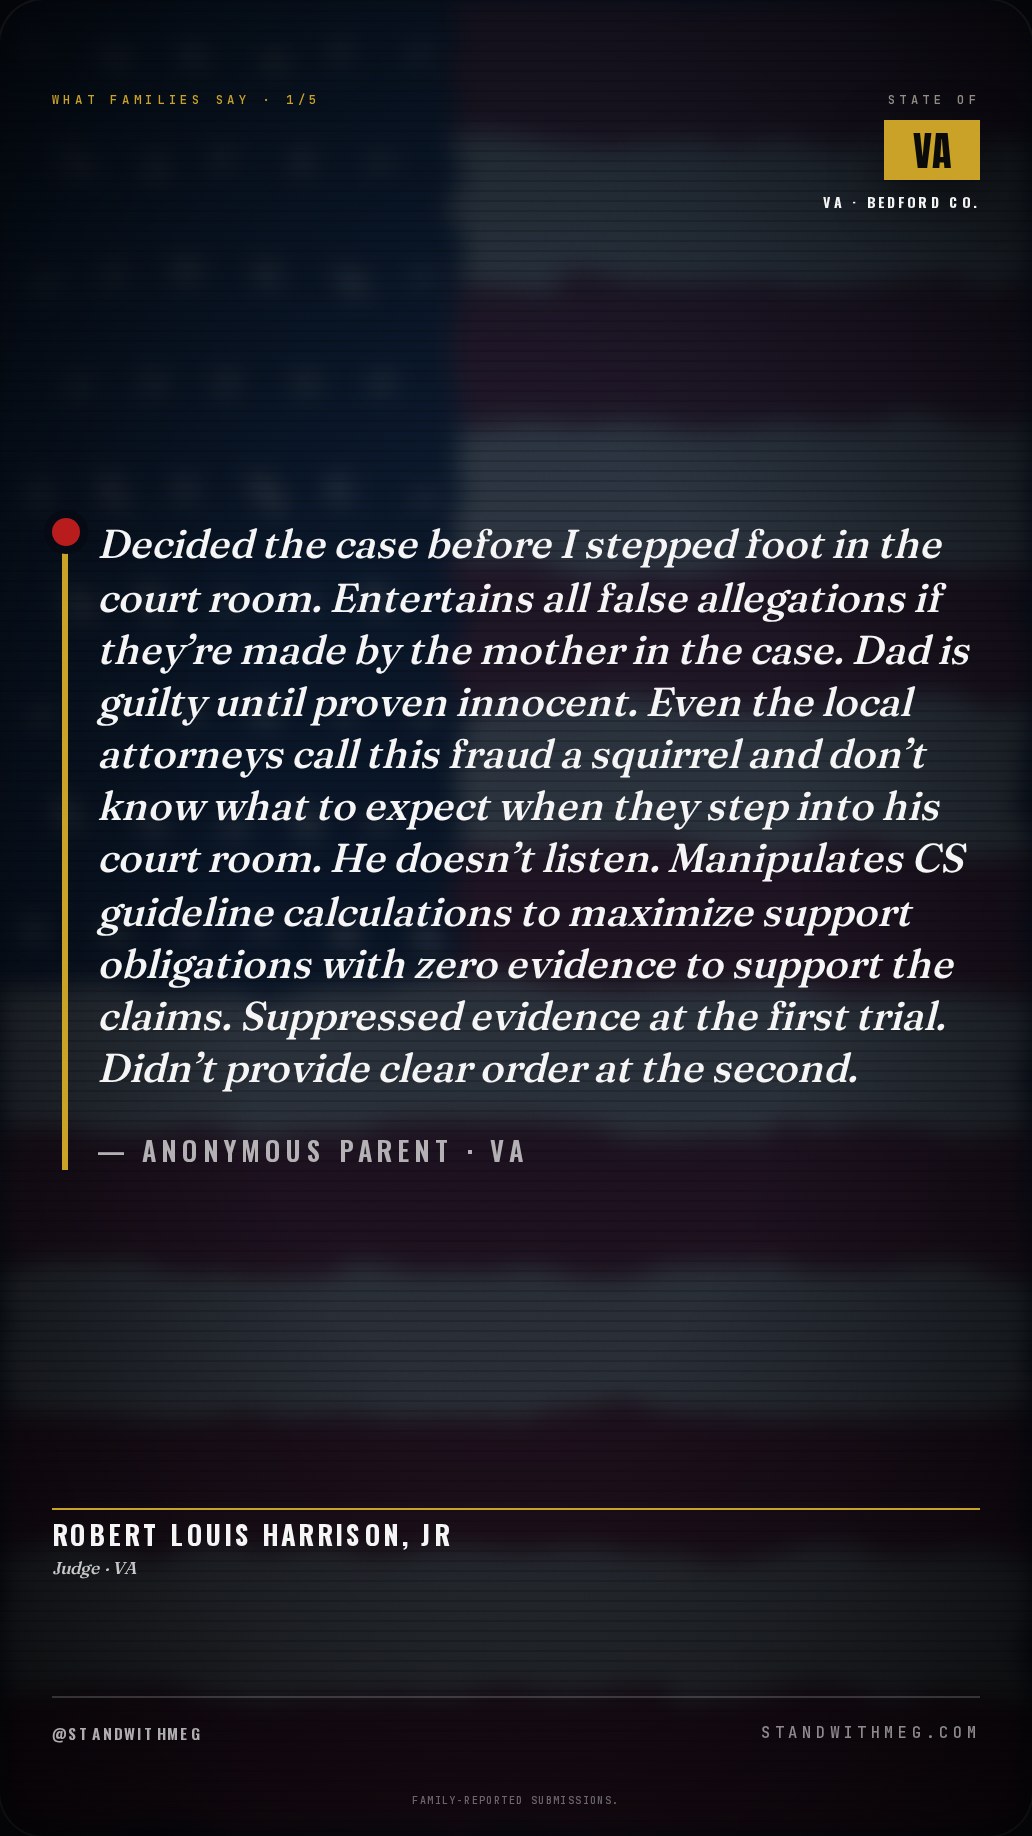 WHAT FAMILIES SAY · 1/5
STATE OF
VA
VA · BEDFORD CO.
Decided the case before I stepped foot in the
court room. Entertains all false allegations if
they’re made by the mother in the case. Dad is
guilty until proven innocent. Even the local
attorneys call this fraud a squirrel and don’t
know what to expect when they step into his
court room. He doesn’t listen. Manipulates CS
guideline calculations to maximize support
obligations with zero evidence to support the
claims. Suppressed evidence at the first trial.
Didn’t provide clear order at the second.
— ANONYMOUS PARENT · VA
ROBERT LOUIS HARRISON, JR
Judge · VA
@STANDWITHMEG
STANDWITHMEG.COM
FAMILY-REPORTED SUBMISSIONS.